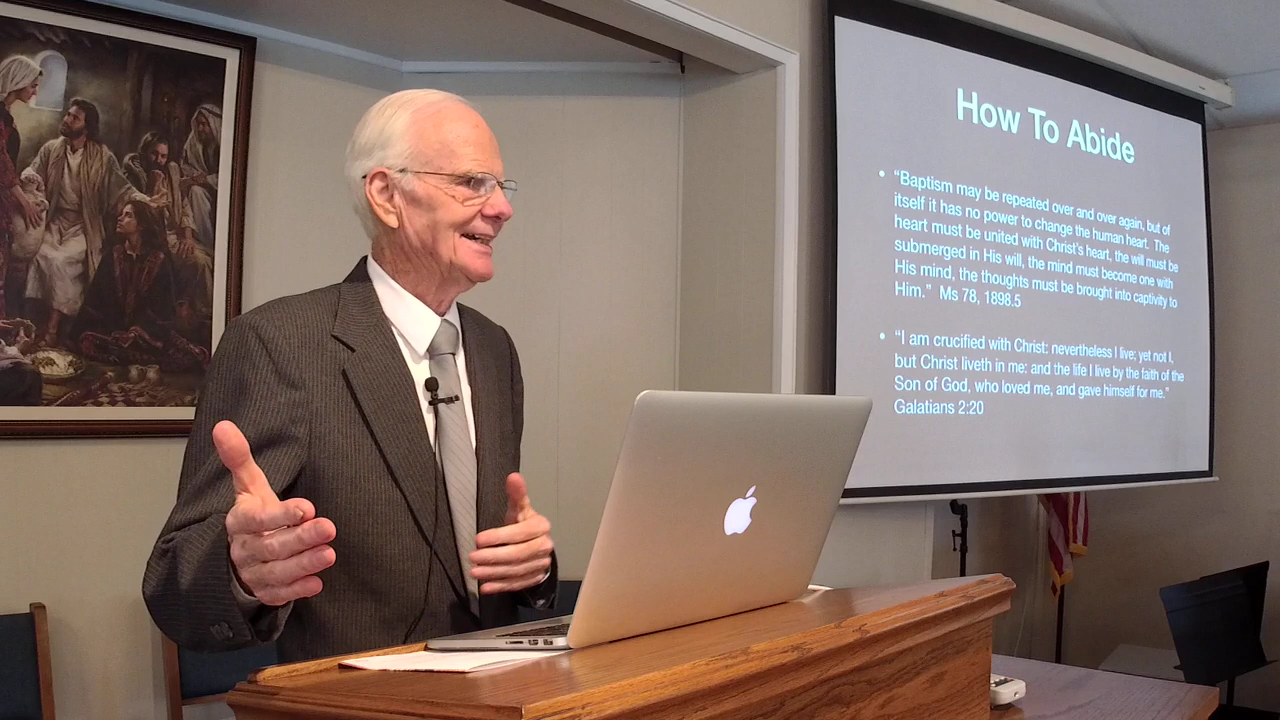 How To Abide
• “Baptism may be repeated over and over again, but of
itself it has no power to change the human heart. The
heart must be united with Christ's heart, the will must be
submerged in His will, the mind must become one with
His mind, the thoughts must be brought into captivity to
Him.” Ms 78, 1898.5
• “I am crucified with Christ: nevertheless I live; yet not I,
but Christ liveth in me: and the life I live by the faith of the
Son of God, who loved me, and gave himself for me.”
Galatians 2:20